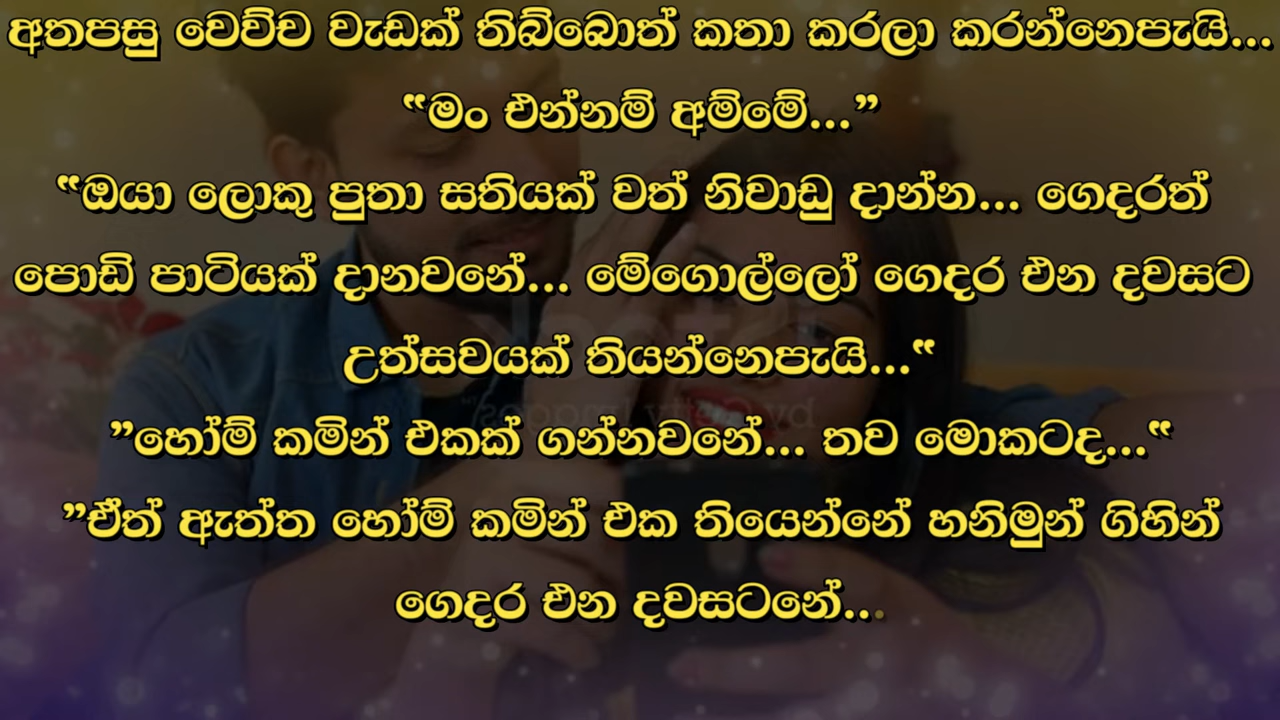 අතපසු වෙච්ච වැඩක් තිබ්බොත් කතා කරලා කරන්නෙපැයි...
“මං එන්නම් අම්මේ...”
“ඔයා ලොකු පුතා සතියක් වත් නිවාඩු දාන්න... ගෙදරත්
පොඩි පාටියක් දානවනේ... මේගොල්ලෝ ගෙදර එන දවසට
උත්සවයක් තියන්නෙපැයි...“
”හෝම් කමින් එකක් ගන්නවනේ... තව මොකටද...“
”ඒත් ඇත්ත හෝම් කමින් එක තියෙන්නේ හනිමුන් ගිහින්
ගෙදර එන දවසටනේ...